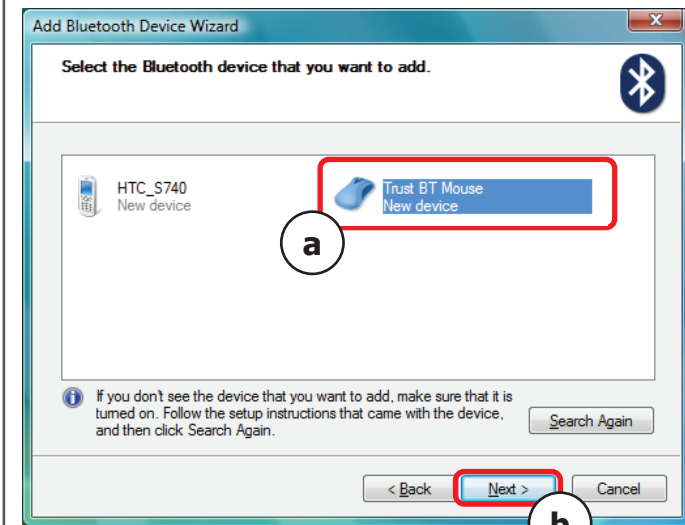 Add Bluetooth Device Wizard
Select the Bluetooth device that you want to add.
HTC_S740
New device
Trust BT Mouse
New device
a
If you don't see the device that you want to add, make sure that it is
turned on. Follow the setup instructions that came with the device,
and then click Search Again.
Search Again
< Back
Next >
Cancel
b